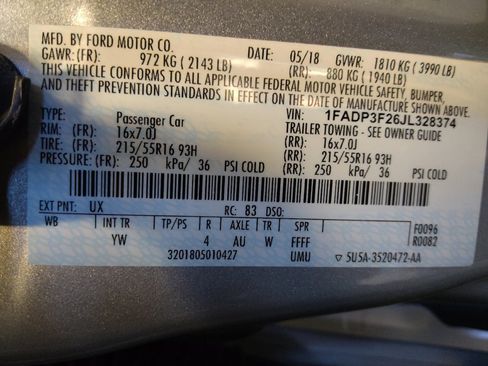 MFD. BY FORD MOTOR CO.
DATE: 05/18 GVWR: 1810 KG ( 3990 LB)
GAWR: (FR): 972 KG ( 2143 LB) (RR): 880 KG ( 1940 LB)
THIS VEHICLE CONFORMS TO ALL APPLICABLE FEDERAL MOTOR VEHICLE SAFETY, BUMPER,
AND THEFT PREVENTION STANDARDS IN EFFECT ON THE DATE OF MANUFACTURE SHOWN ABOVE.
VIN: 1FADP3F26JL328374
TYPE: Passenger Car TRAILER TOWING - SEE OWNER GUIDE
RIM: (FR): 16x7.0J (RR): 16x7.0J
TIRE: (FR): 215/55R16 93H (RR): 215/55R16 93H
PRESSURE: (FR): 250 kPa/ 36 PSI COLD (RR): 250 kPa/ 36 PSI COLD
EXT PNT: UX RC: 83 DSO:
WB INT TR TP/PS R AXLE TR SPR F0096
YW 4 AU W FFFF R0082
3201805010427 UMU ▽ 5U5A-3520472-AA